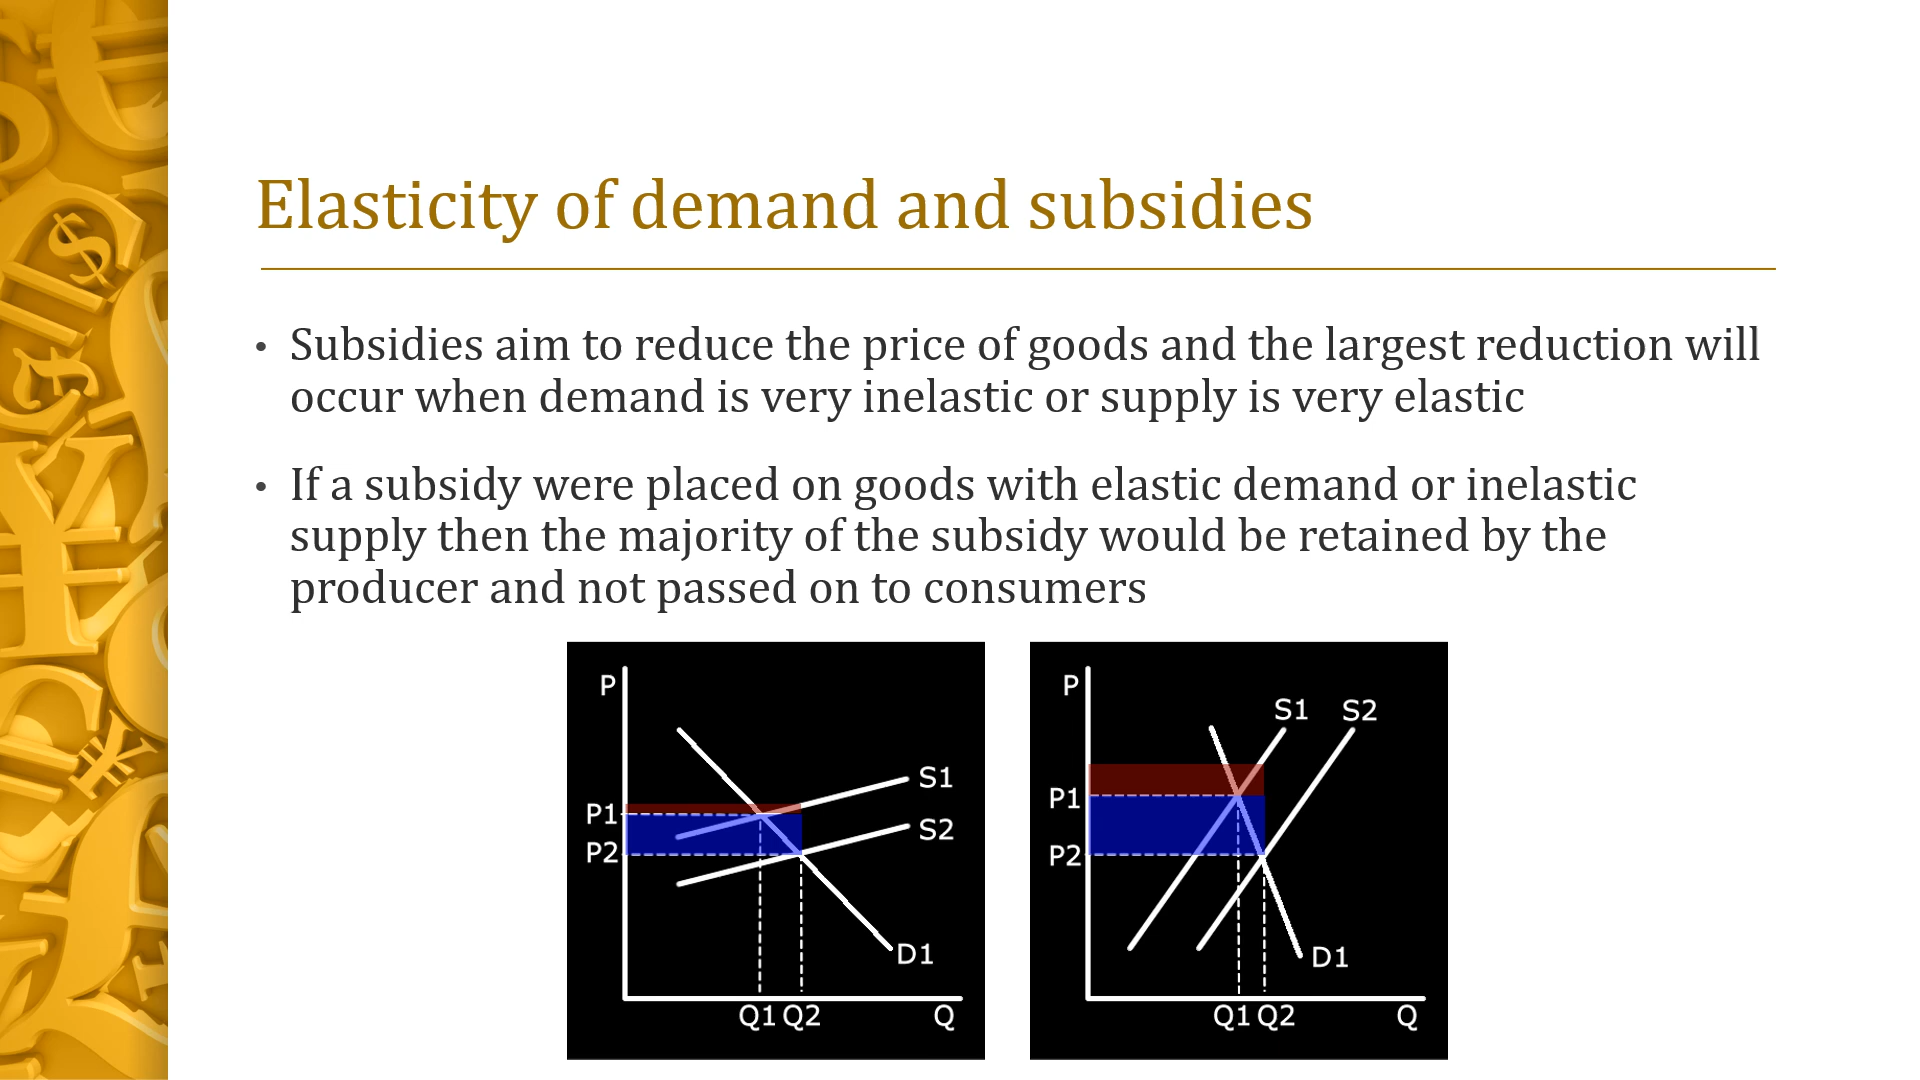 Elasticity of demand and subsidies
• Subsidies aim to reduce the price of goods and the largest reduction will
occur when demand is very inelastic or supply is very elastic
• If a subsidy were placed on goods with elastic demand or inelastic
supply then the majority of the subsidy would be retained by the
producer and not passed on to consumers
P
S1
P1
S2
P2
D1
Q1 Q2 Q
P
S1 S2
P1
P2
D1
Q1 Q2 Q